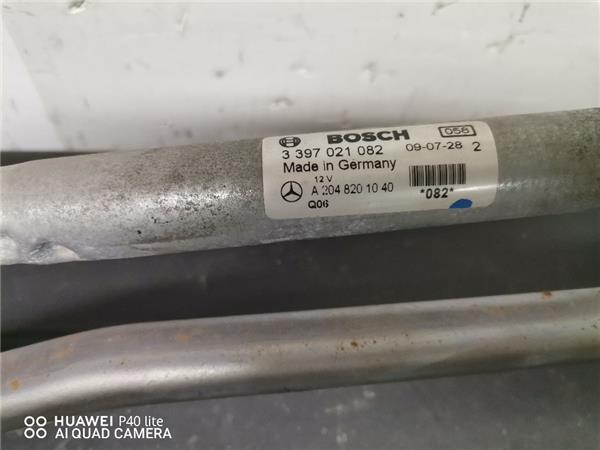 BOSCH 056
3 397 021 082 09-07-28 2
Made in Germany
12 V
A 204 820 10 40 *082*
Q06
HUAWEI P40 lite
AI QUAD CAMERA